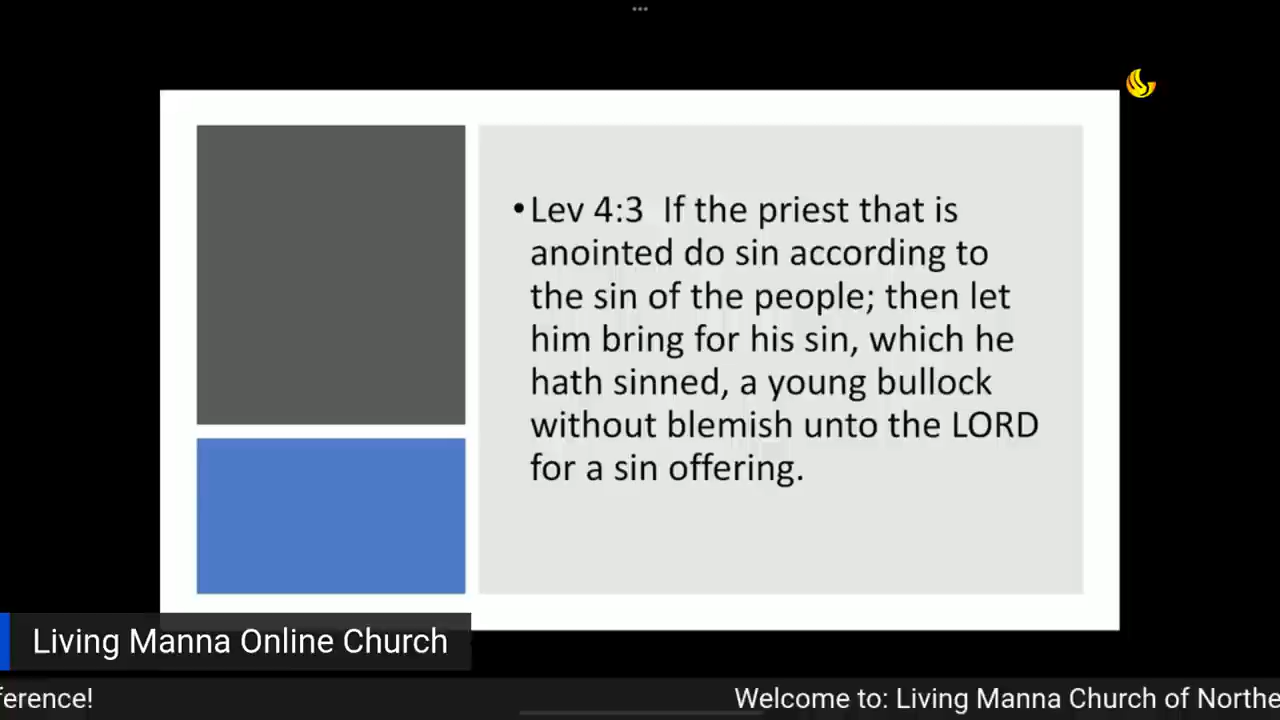 •Lev 4:3  If the priest that is
anointed do sin according to
the sin of the people; then let
him bring for his sin, which he
hath sinned, a young bullock
without blemish unto the LORD
for a sin offering.
Living Manna Online Church
ference! Welcome to: Living Manna Church of Northe